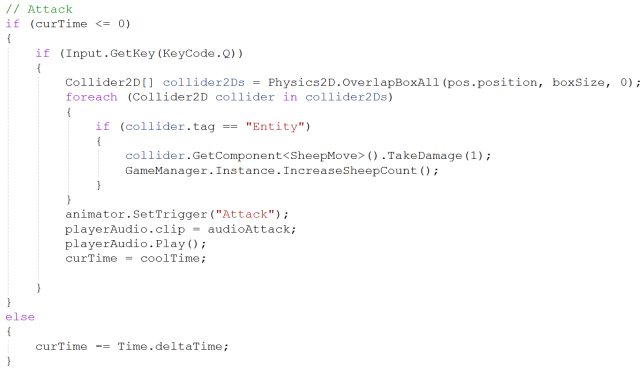 // Attack
if (curTime <= 0)
{
    if (Input.GetKey(KeyCode.Q))
    {
        Collider2D[] collider2Ds = Physics2D.OverlapBoxAll(pos.position, boxSize, 0);
        foreach (Collider2D collider in collider2Ds)
        {
            if (collider.tag == "Entity")
            {
                collider.GetComponent<SheepMove>().TakeDamage(1);
                GameManager.Instance.IncreaseSheepCount();
            }
        }
        animator.SetTrigger("Attack");
        playerAudio.clip = audioAttack;
        playerAudio.Play();
        curTime = coolTime;

    }
}
else
{
    curTime -= Time.deltaTime;
}